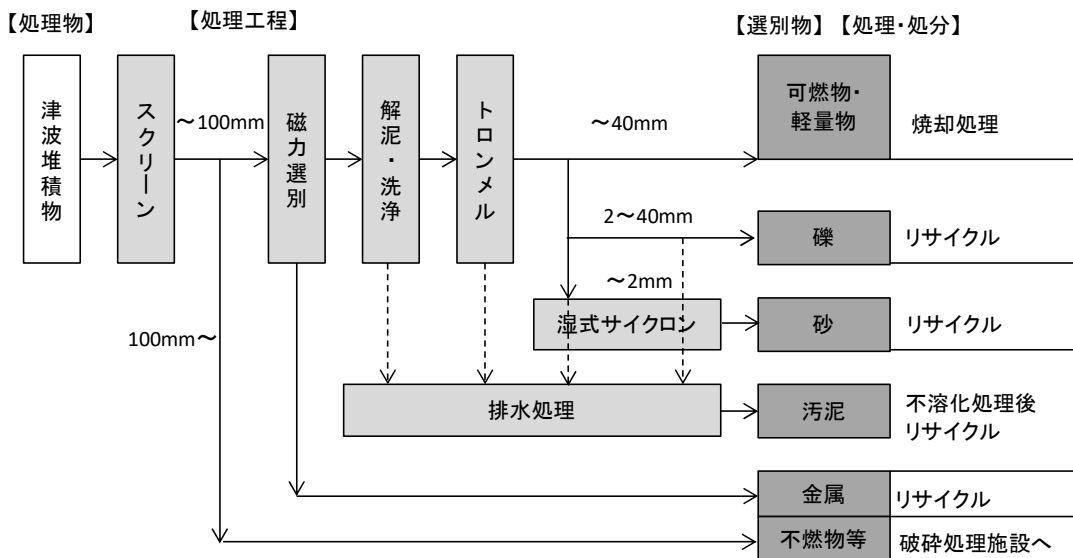 【処理物】
【処理工程】
【選別物】【処理・処分】
津波堆積物
スクリーン
～100mm
磁力選別
解泥・洗浄
トロンメル
～40mm
可燃物・
軽量物
焼却処理
2～40mm
礫
リサイクル
～2mm
湿式サイクロン
砂
リサイクル
100mm～
排水処理
汚泥
不溶化処理後
リサイクル
金属
リサイクル
不燃物等
破砕処理施設へ